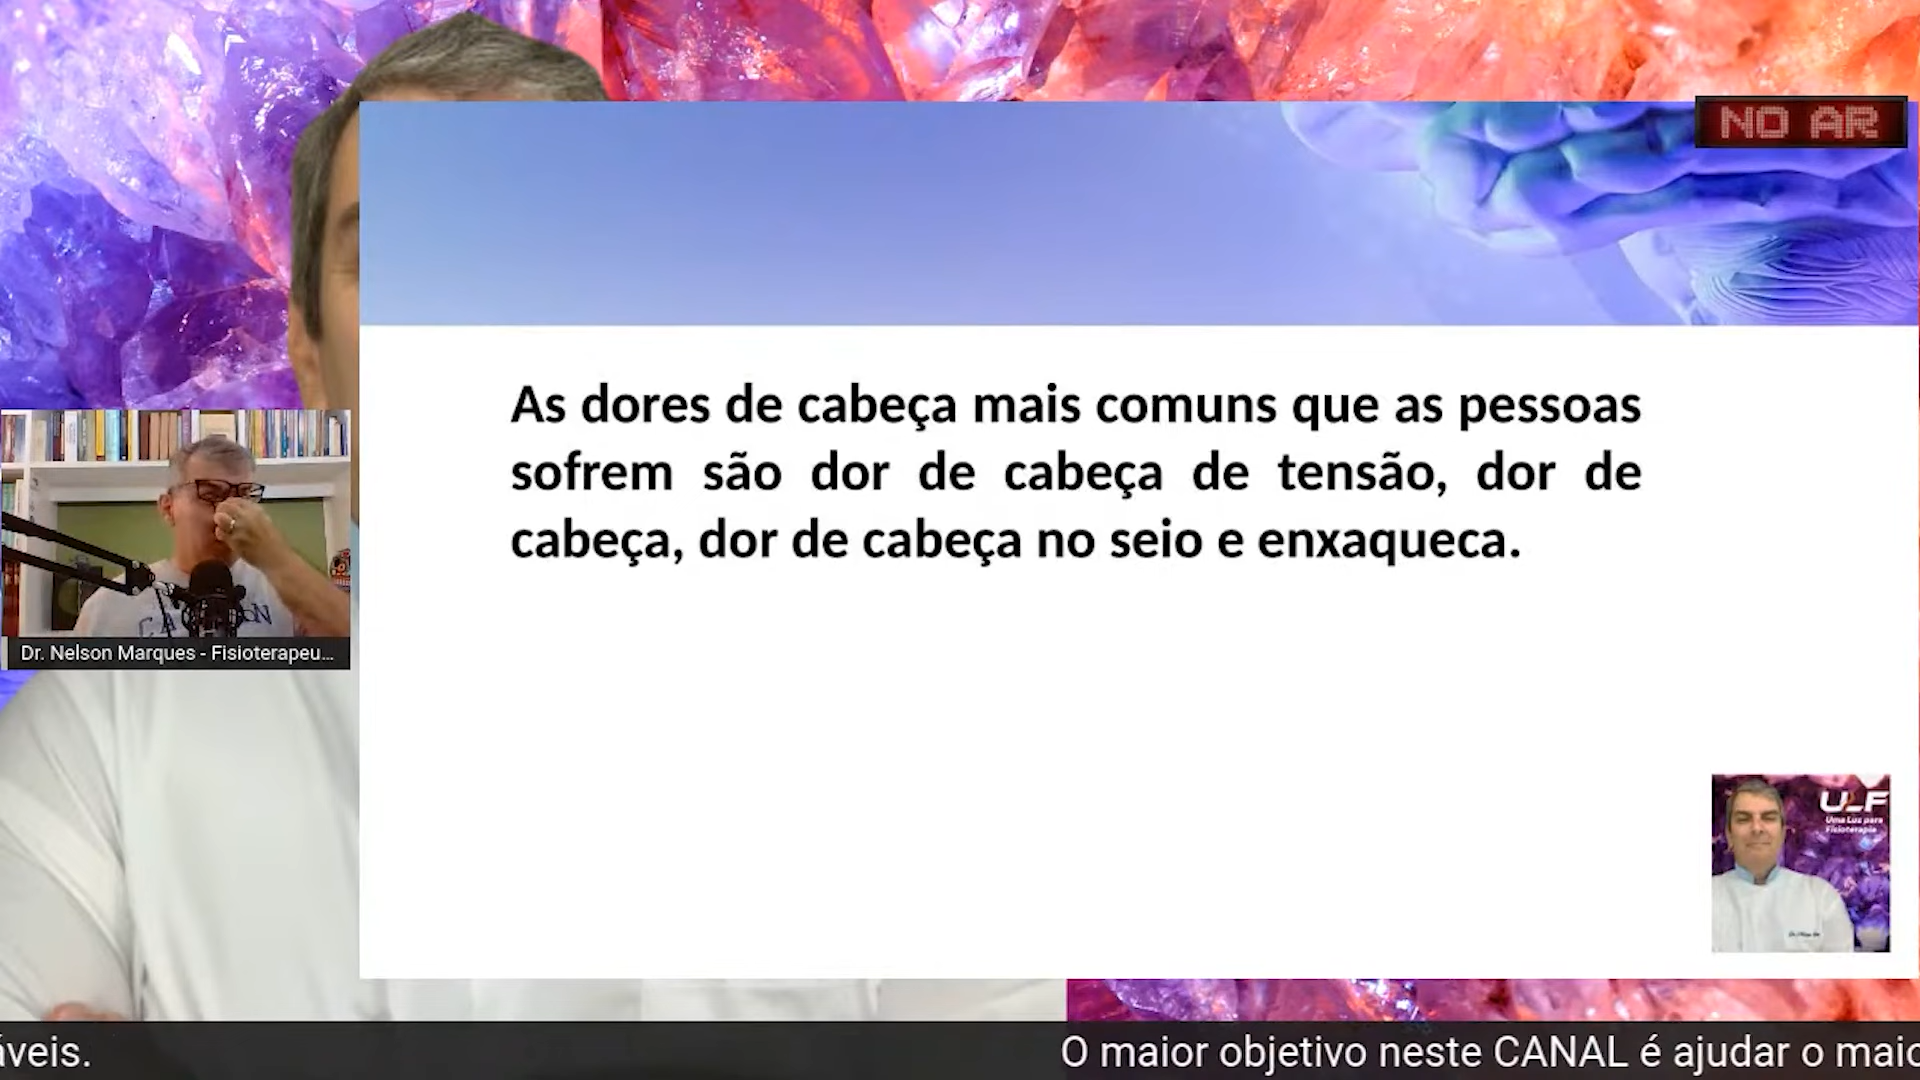 NO AR
As dores de cabeça mais comuns que as pessoas
sofrem são dor de cabeça de tensão, dor de
cabeça, dor de cabeça no seio e enxaqueca.
Dr. Nelson Marques - Fisioterapeu...
Uma Luz para
Fisioterapia
áveis.
O maior objetivo neste CANAL é ajudar o maio